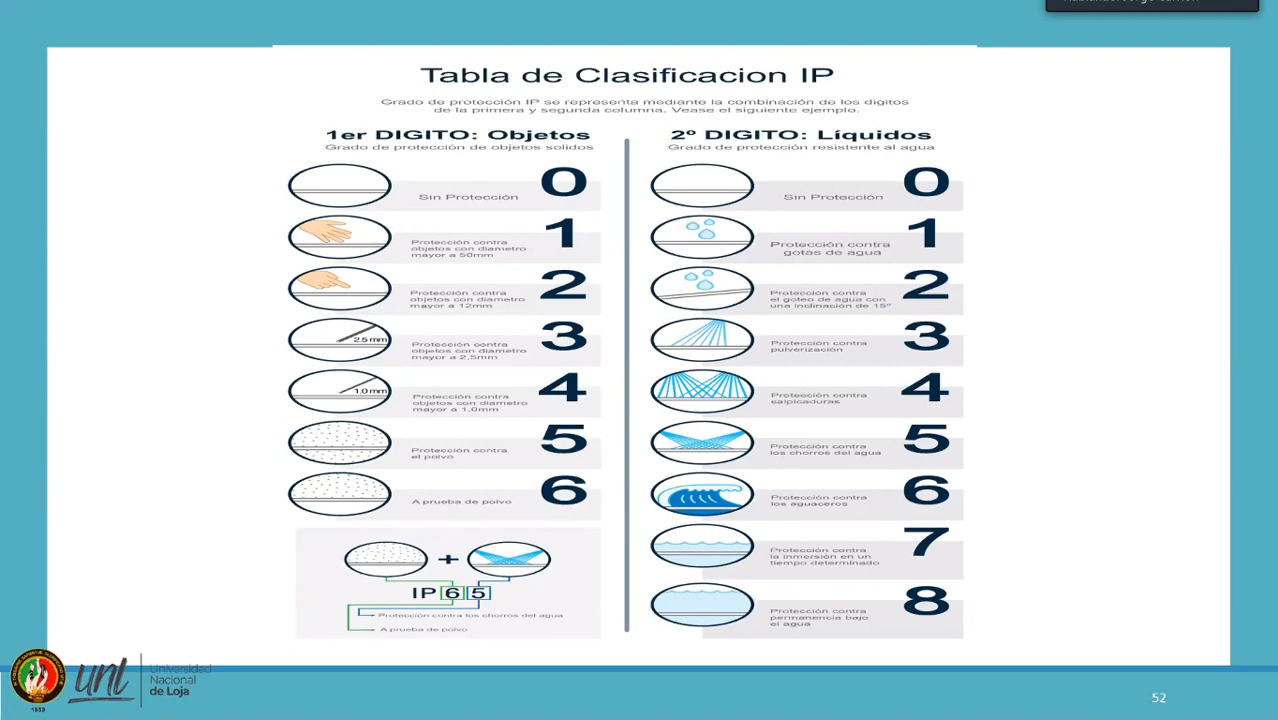 Tabla de Clasificacion IP
Grado de protección IP se representa mediante la combinación de los digitos
de la primera y segunda columna. Vease el siguiente ejemplo.
1er DIGITO: Objetos
Grado de protección de objetos solidos
0
Sin Protección
1
Protección contra
objetos con diametro
mayor a 50mm
2
Protección contra
objetos con diametro
mayor a 12mm
2.5 mm
3
Protección contra
objetos con diametro
mayor a 2,5mm
1.0 mm
4
Protección contra
objetos con diametro
mayor a 1,0mm
5
Protección contra
el polvo
6
A prueba de polvo
+
IP 6 5
Protección contra los chorros del agua
A prueba de polvo
2º DIGITO: Líquidos
Grado de protección resistente al agua
0
Sin Protección
1
Protección contra
gotas de agua
2
Protección contra
el goteo de agua con
una inclinación de 15º
3
Protección contra
pulverización
4
Protección contra
salpicaduras
5
Protección contra
los chorros del agua
6
Protección contra
los aguaceros
7
Protección contra
la inmersión en un
tiempo determinado
8
Protección contra
permanencia bajo
el agua
1859
unl
Universidad
Nacional
de Loja
52